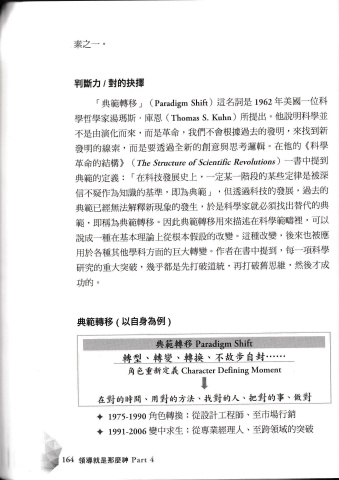 素之一。
判斷力 / 對的抉擇
「典範轉移」（Paradigm Shift）這名詞是 1962 年美國一位科
學哲學家湯瑪斯．庫恩（Thomas S. Kuhn）所提出。他說明科學並
不是由演化而來，而是革命，我們不會根據過去的發明，來找到新
發明的線索，而是要透過全新的創意與思考邏輯。在他的《科學
革命的結構》（The Structure of Scientific Revolutions）一書中提到
典範的定義：「在科技發展史上，一定某一階段的某些定律是被深
信不疑作為知識的基準，即為典範」，但透過科技的發展，過去的
典範已經無法解釋新現象的發生，於是科學家就必須找出替代的典
範，即稱為典範轉移。因此典範轉移用來描述在科學範疇裡，可以
說成一種在基本理論上從根本假設的改變。這種改變，後來也被應
用於各種其他學科方面的巨大轉變。作者在書中提到，每一項科學
研究的重大突破，幾乎都是先打破道統，再打破舊思維，然後才成
功的。
典範轉移 ( 以自身為例 )
典範轉移 Paradigm Shift
轉型、轉變、轉換、不故步自封……
角色重新定義 Character Defining Moment
在對的時間、用對的方法、找對的人、把對的事、做對
✦ 1975-1990 角色轉換：從設計工程師、至市場行銷
✦ 1991-2006 變中求生：從專業經理人、至跨領域的突破
164 領導就是那麼神 Part 4